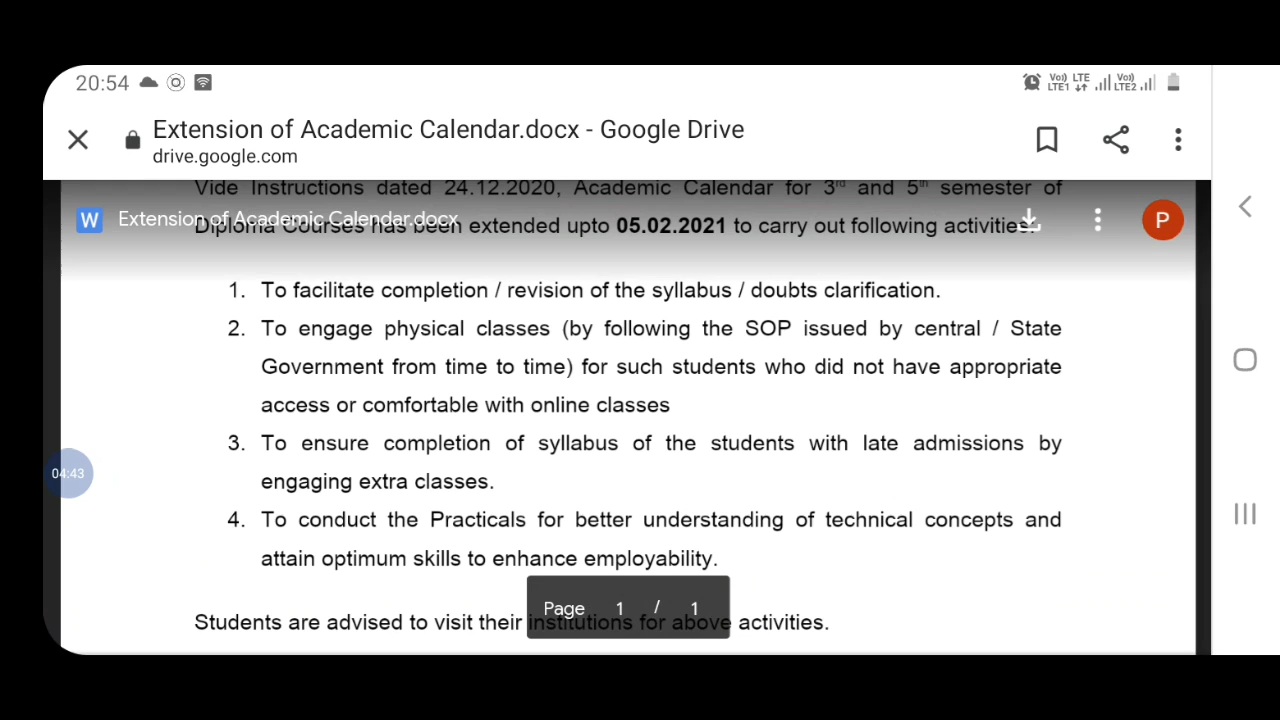 20:54
Vo) LTE Vo)
LTE1 LTE2
Extension of Academic Calendar.docx - Google Drive
drive.google.com
Vide Instructions dated 24.12.2020, Academic Calendar for 3rd and 5th semester of
W Extension of Academic Calendar.docx P
Diploma Courses has been extended upto 05.02.2021 to carry out following activities:
1. To facilitate completion / revision of the syllabus / doubts clarification.
2. To engage physical classes (by following the SOP issued by central / State
Government from time to time) for such students who did not have appropriate
access or comfortable with online classes
3. To ensure completion of syllabus of the students with late admissions by
04:43
engaging extra classes.
4. To conduct the Practicals for better understanding of technical concepts and
attain optimum skills to enhance employability.
Page 1 / 1
Students are advised to visit their institutions for above activities.